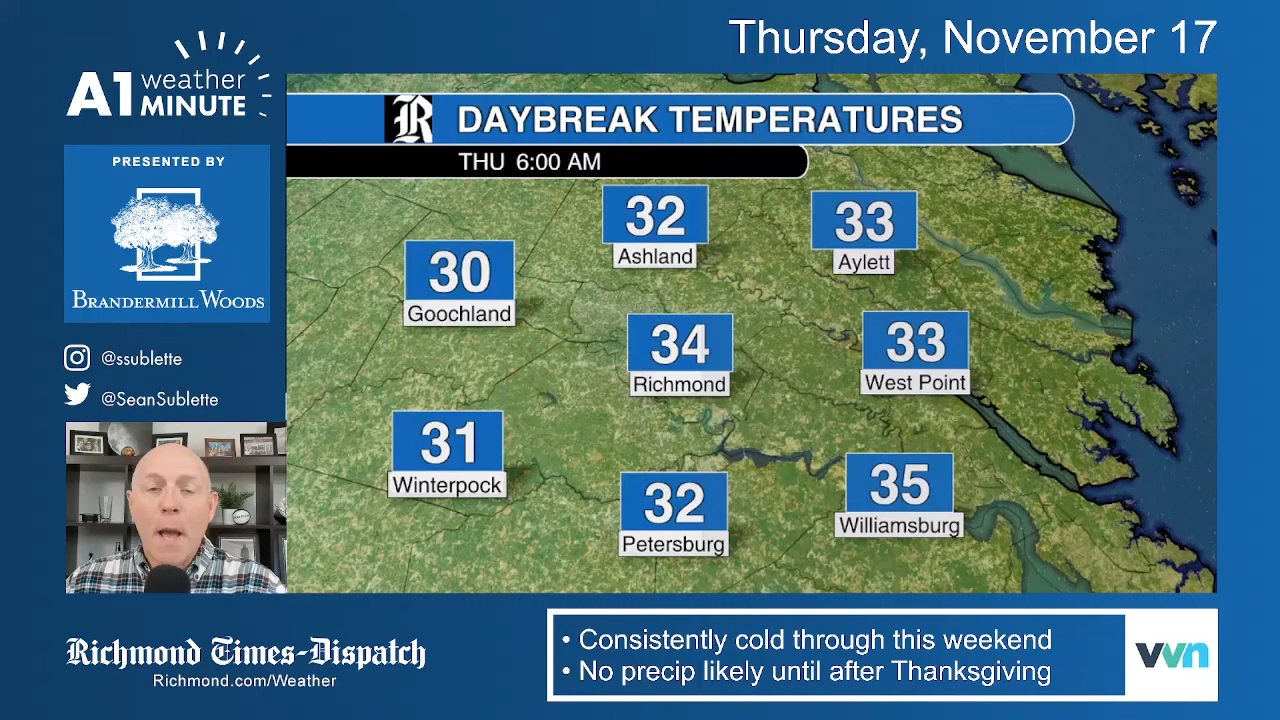 Thursday, November 17
A1 weather
MINUTE
PRESENTED BY
BRANDERMILL WOODS
@ssublette
@SeanSublette
R DAYBREAK TEMPERATURES
THU 6:00 AM
32
Ashland
33
Aylett
30
Goochland
34
Richmond
33
West Point
31
Winterpock
32
Petersburg
35
Williamsburg
Richmond Times-Dispatch
Richmond.com/Weather
• Consistently cold through this weekend
• No precip likely until after Thanksgiving
vvn